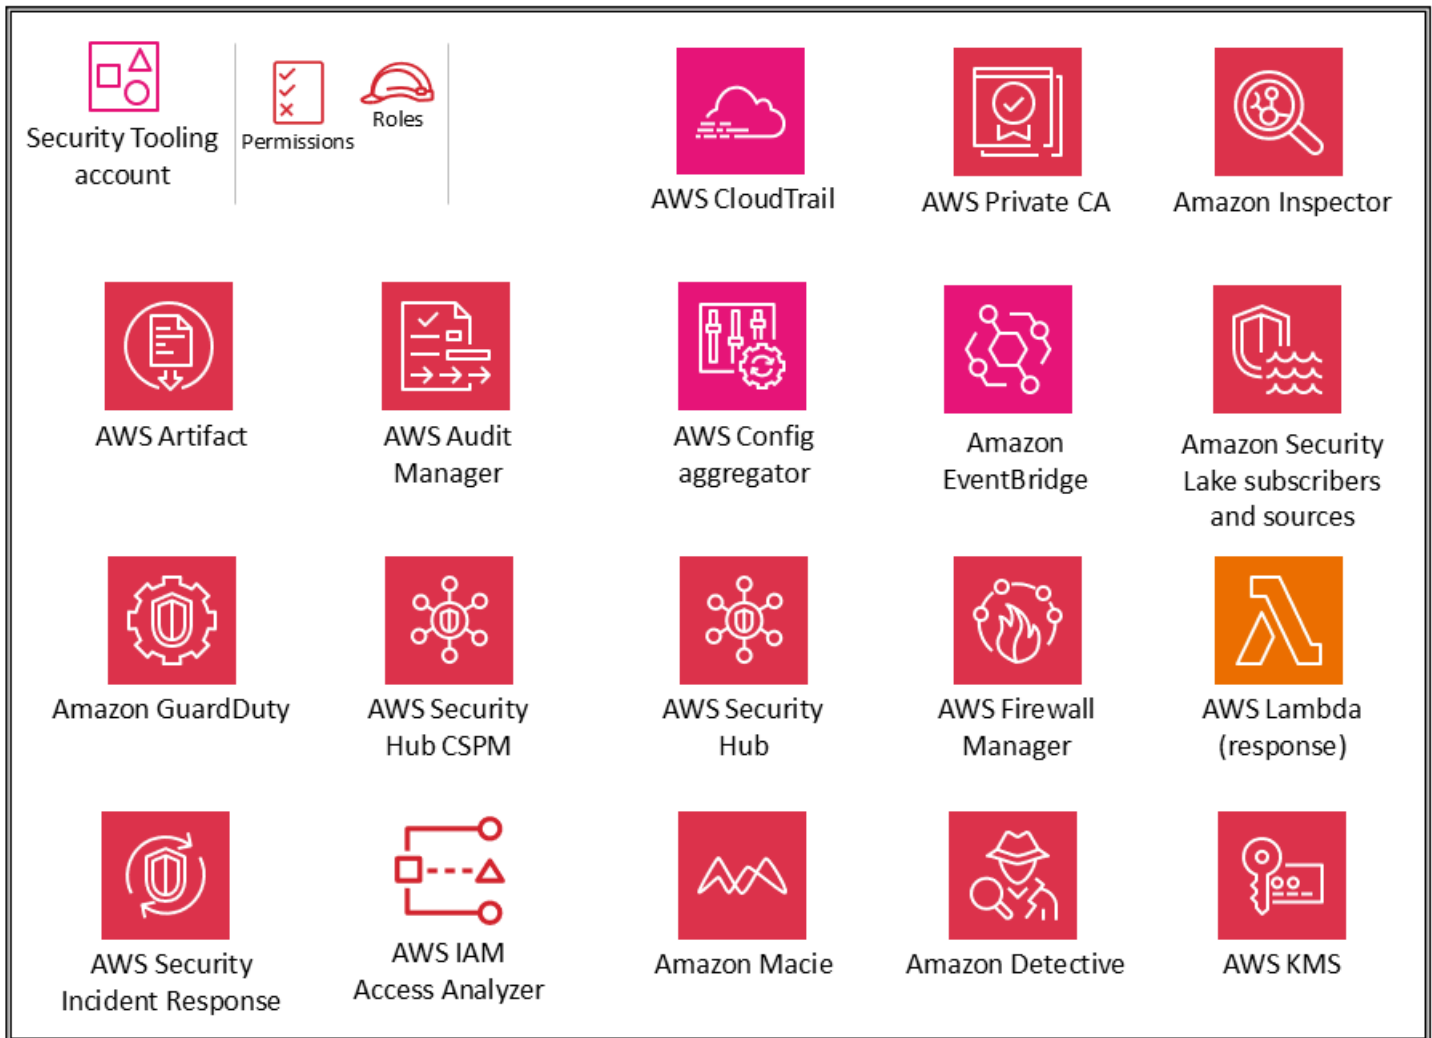 Security Tooling
account
Permissions
Roles
AWS CloudTrail
AWS Private CA
Amazon Inspector
AWS Artifact
AWS Audit
Manager
AWS Config
aggregator
Amazon
EventBridge
Amazon Security
Lake subscribers
and sources
Amazon GuardDuty
AWS Security
Hub CSPM
AWS Security
Hub
AWS Firewall
Manager
AWS Lambda
(response)
AWS Security
Incident Response
AWS IAM
Access Analyzer
Amazon Macie
Amazon Detective
AWS KMS